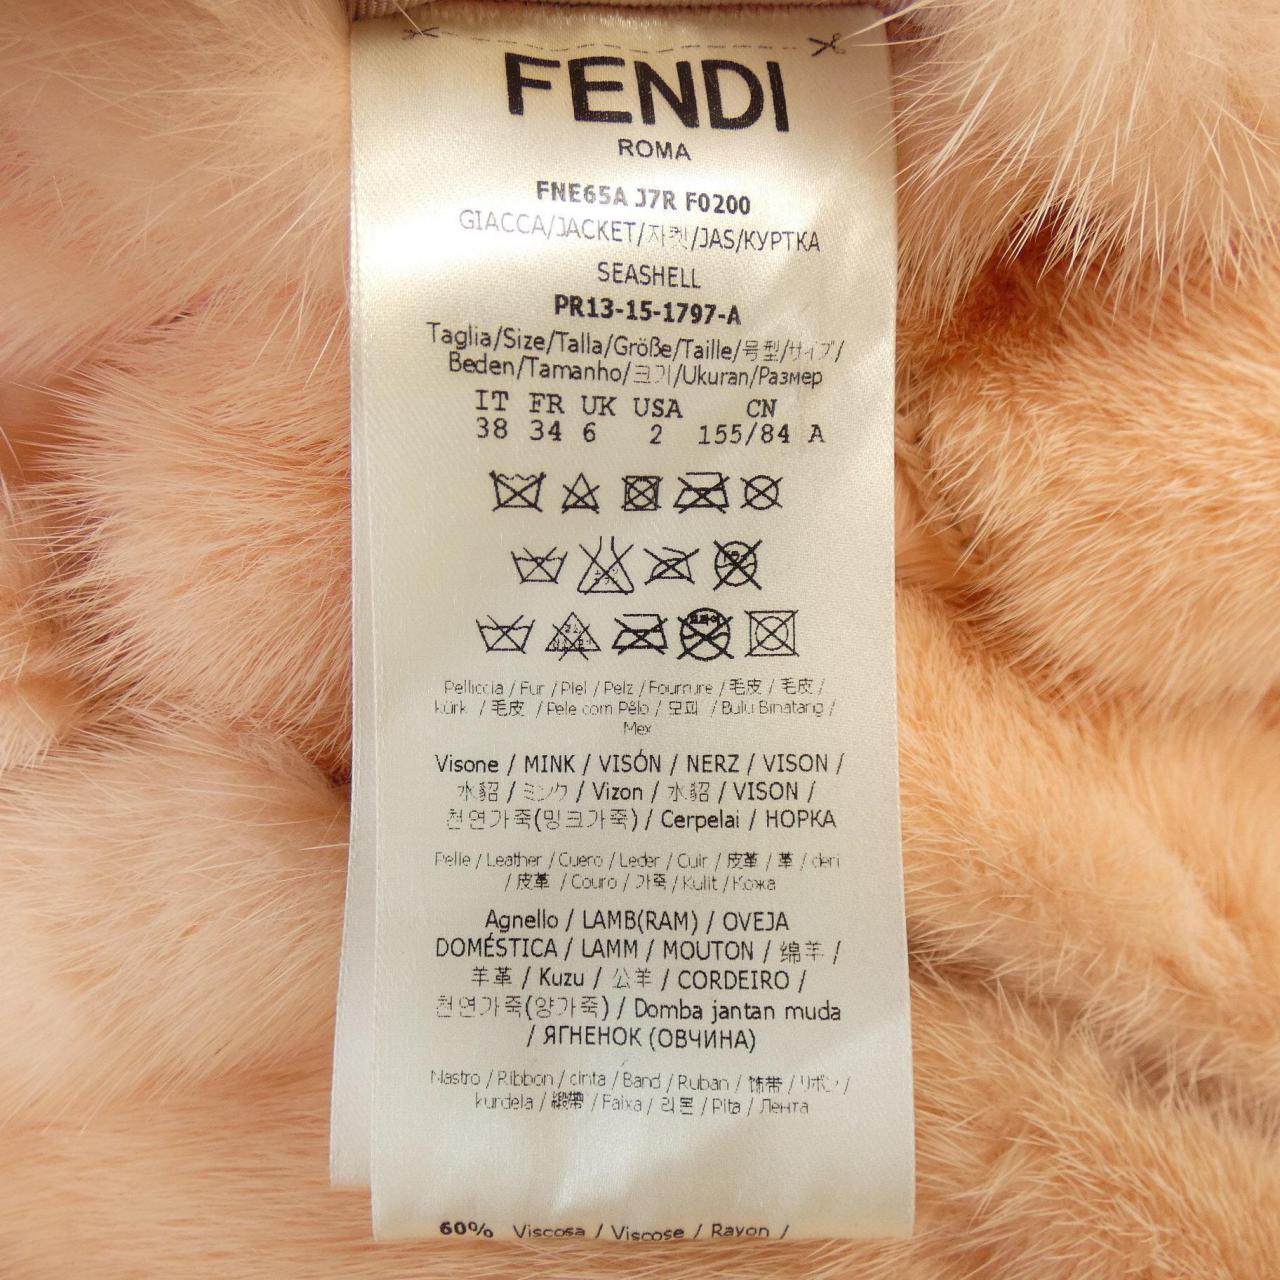 FENDI
ROMA
FNE65A J7R F0200
GIACCA/JACKET/자켓/JAS/КУРТКА
SEASHELL
PR13-15-1797-A
Taglia/Size/Talla/Größe/Taille/号型/サイズ/
Beden/Tamanho/크기/Ukuran/Размер
IT FR UK USA CN
38 34 6 2 155/84 A
Pelliccia / Fur / Piel / Pelz / Fourrure / 毛皮 / 毛皮 /
kürk / 毛皮 / Pele com Pêlo / 모피 / Bulu Binatang /
Mex
Visone / MINK / VISÓN / NERZ / VISON /
水貂 / ミンク / Vizon / 水貂 / VISON /
천연가죽(밍크가죽) / Cerpelai / НОРКА
Pelle / Leather / Cuero / Leder / Cuir / 皮革 / 革 / deri
/ 皮革 / Couro / 가죽 / Kulit / Кожа
Agnello / LAMB(RAM) / OVEJA
DOMÉSTICA / LAMM / MOUTON / 绵羊 /
羊革 / Kuzu / 公羊 / CORDEIRO /
천연가죽(양가죽) / Domba jantan muda
/ ЯГНЕНОК (ОВЧИНА)
Nastro / Ribbon / cinta / Band / Ruban / 饰带 / リボン /
kurdela / 緞帶 / Faixa / 리본 / Pita / Лента
60% Viscosa / Viscose / Rayon /